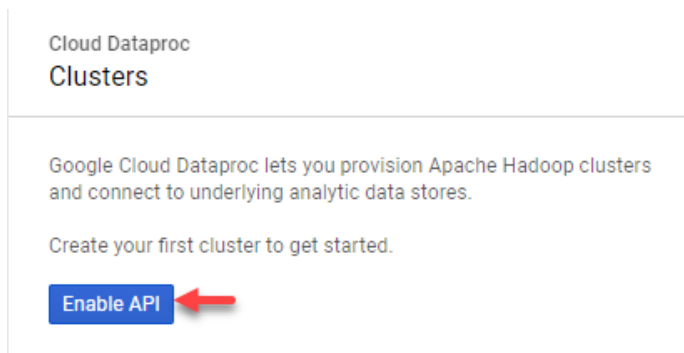 Cloud Dataproc
Clusters
Google Cloud Dataproc lets you provision Apache Hadoop clusters
and connect to underlying analytic data stores.
Create your first cluster to get started.
Enable API